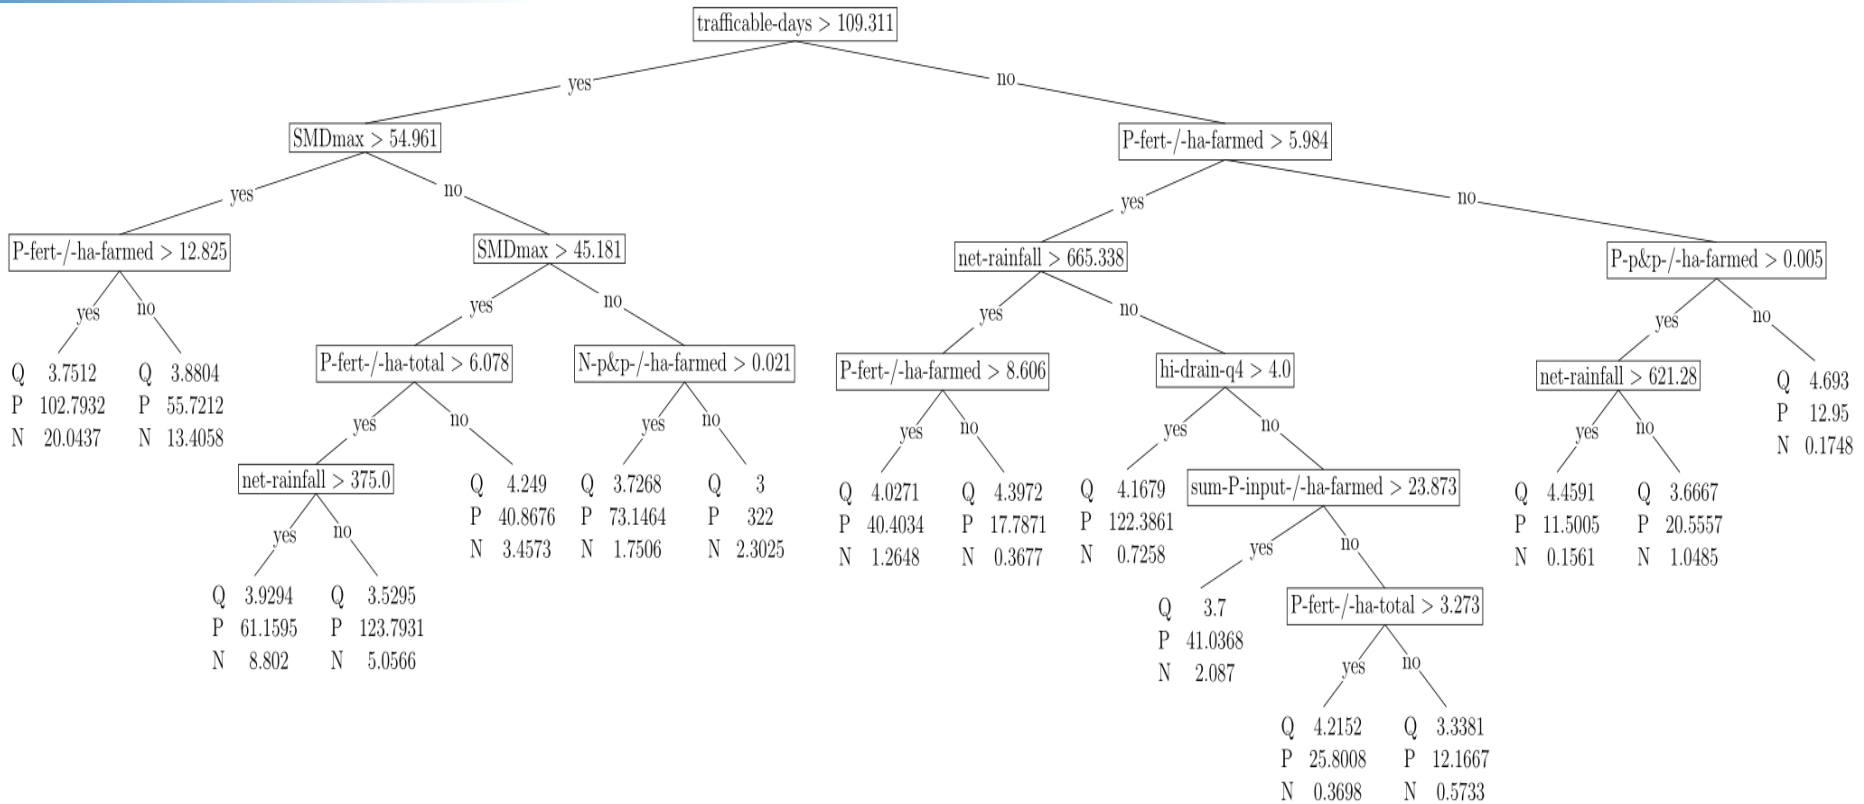 trafficable-days > 109.311
yes
no
SMDmax > 54.961
P-fert-/-ha-farmed > 5.984
yes
no
yes
no
P-fert-/-ha-farmed > 12.825
SMDmax > 45.181
net-rainfall > 665.338
P-p&p-/-ha-farmed > 0.005
yes
no
yes
no
yes
no
yes
no
Q 3.7512
P 102.7932
N 20.0437
Q 3.8804
P 55.7212
N 13.4058
P-fert-/-ha-total > 6.078
N-p&p-/-ha-farmed > 0.021
P-fert-/-ha-farmed > 8.606
hi-drain-q4 > 4.0
net-rainfall > 621.28
Q 4.693
P 12.95
N 0.1748
yes
no
yes
no
yes
no
yes
no
yes
no
net-rainfall > 375.0
Q 4.249
P 40.8676
N 3.4573
Q 3.7268
P 73.1464
N 1.7506
Q 3
P 322
N 2.3025
Q 4.0271
P 40.4034
N 1.2648
Q 4.3972
P 17.7871
N 0.3677
Q 4.1679
P 122.3861
N 0.7258
sum-P-input-/-ha-farmed > 23.873
Q 4.4591
P 11.5005
N 0.1561
Q 3.6667
P 20.5557
N 1.0485
yes
no
yes
no
Q 3.9294
P 61.1595
N 8.802
Q 3.5295
P 123.7931
N 5.0566
Q 3.7
P 41.0368
N 2.087
P-fert-/-ha-total > 3.273
yes
no
Q 4.2152
P 25.8008
N 0.3698
Q 3.3381
P 12.1667
N 0.5733